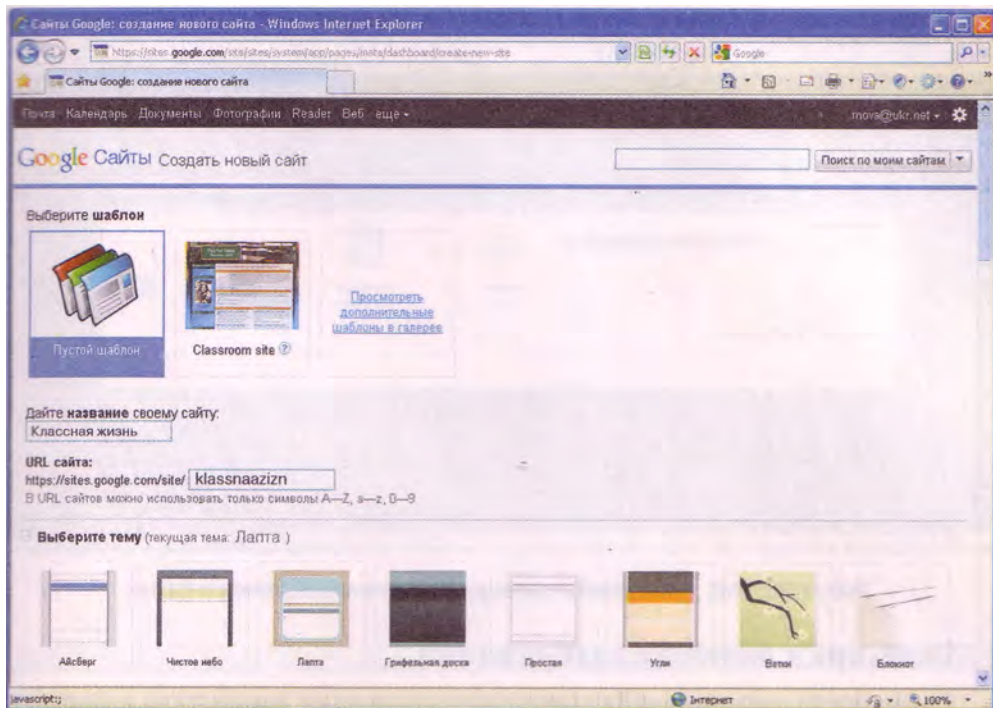 Сайты Google: создание нового сайта - Windows Internet Explorer
https://sites.google.com/site/sites/system/app/pages/meta/dashboard/create-new-site
Google
Сайты Google: создание нового сайта
Почта Календарь Документы Фотографии Reader Веб ещё
mova@ukr.net
Google Сайты Создать новый сайт
Поиск по моим сайтам
Выберите шаблон
Просмотреть
дополнительные
шаблоны в галерее
Пустой шаблон
Classroom site
Дайте название своему сайту:
Классная жизнь
URL сайта:
https://sites.google.com/site/ klassnaazizn
В URL сайтов можно использовать только символы A—Z, a—z, 0—9.
Выберите тему (текущая тема: Лапта )
Айсберг Чистое небо Лапта Грифельная доска Простая Угли Ветки Блокнот
javascript:;
Інтернет
100%